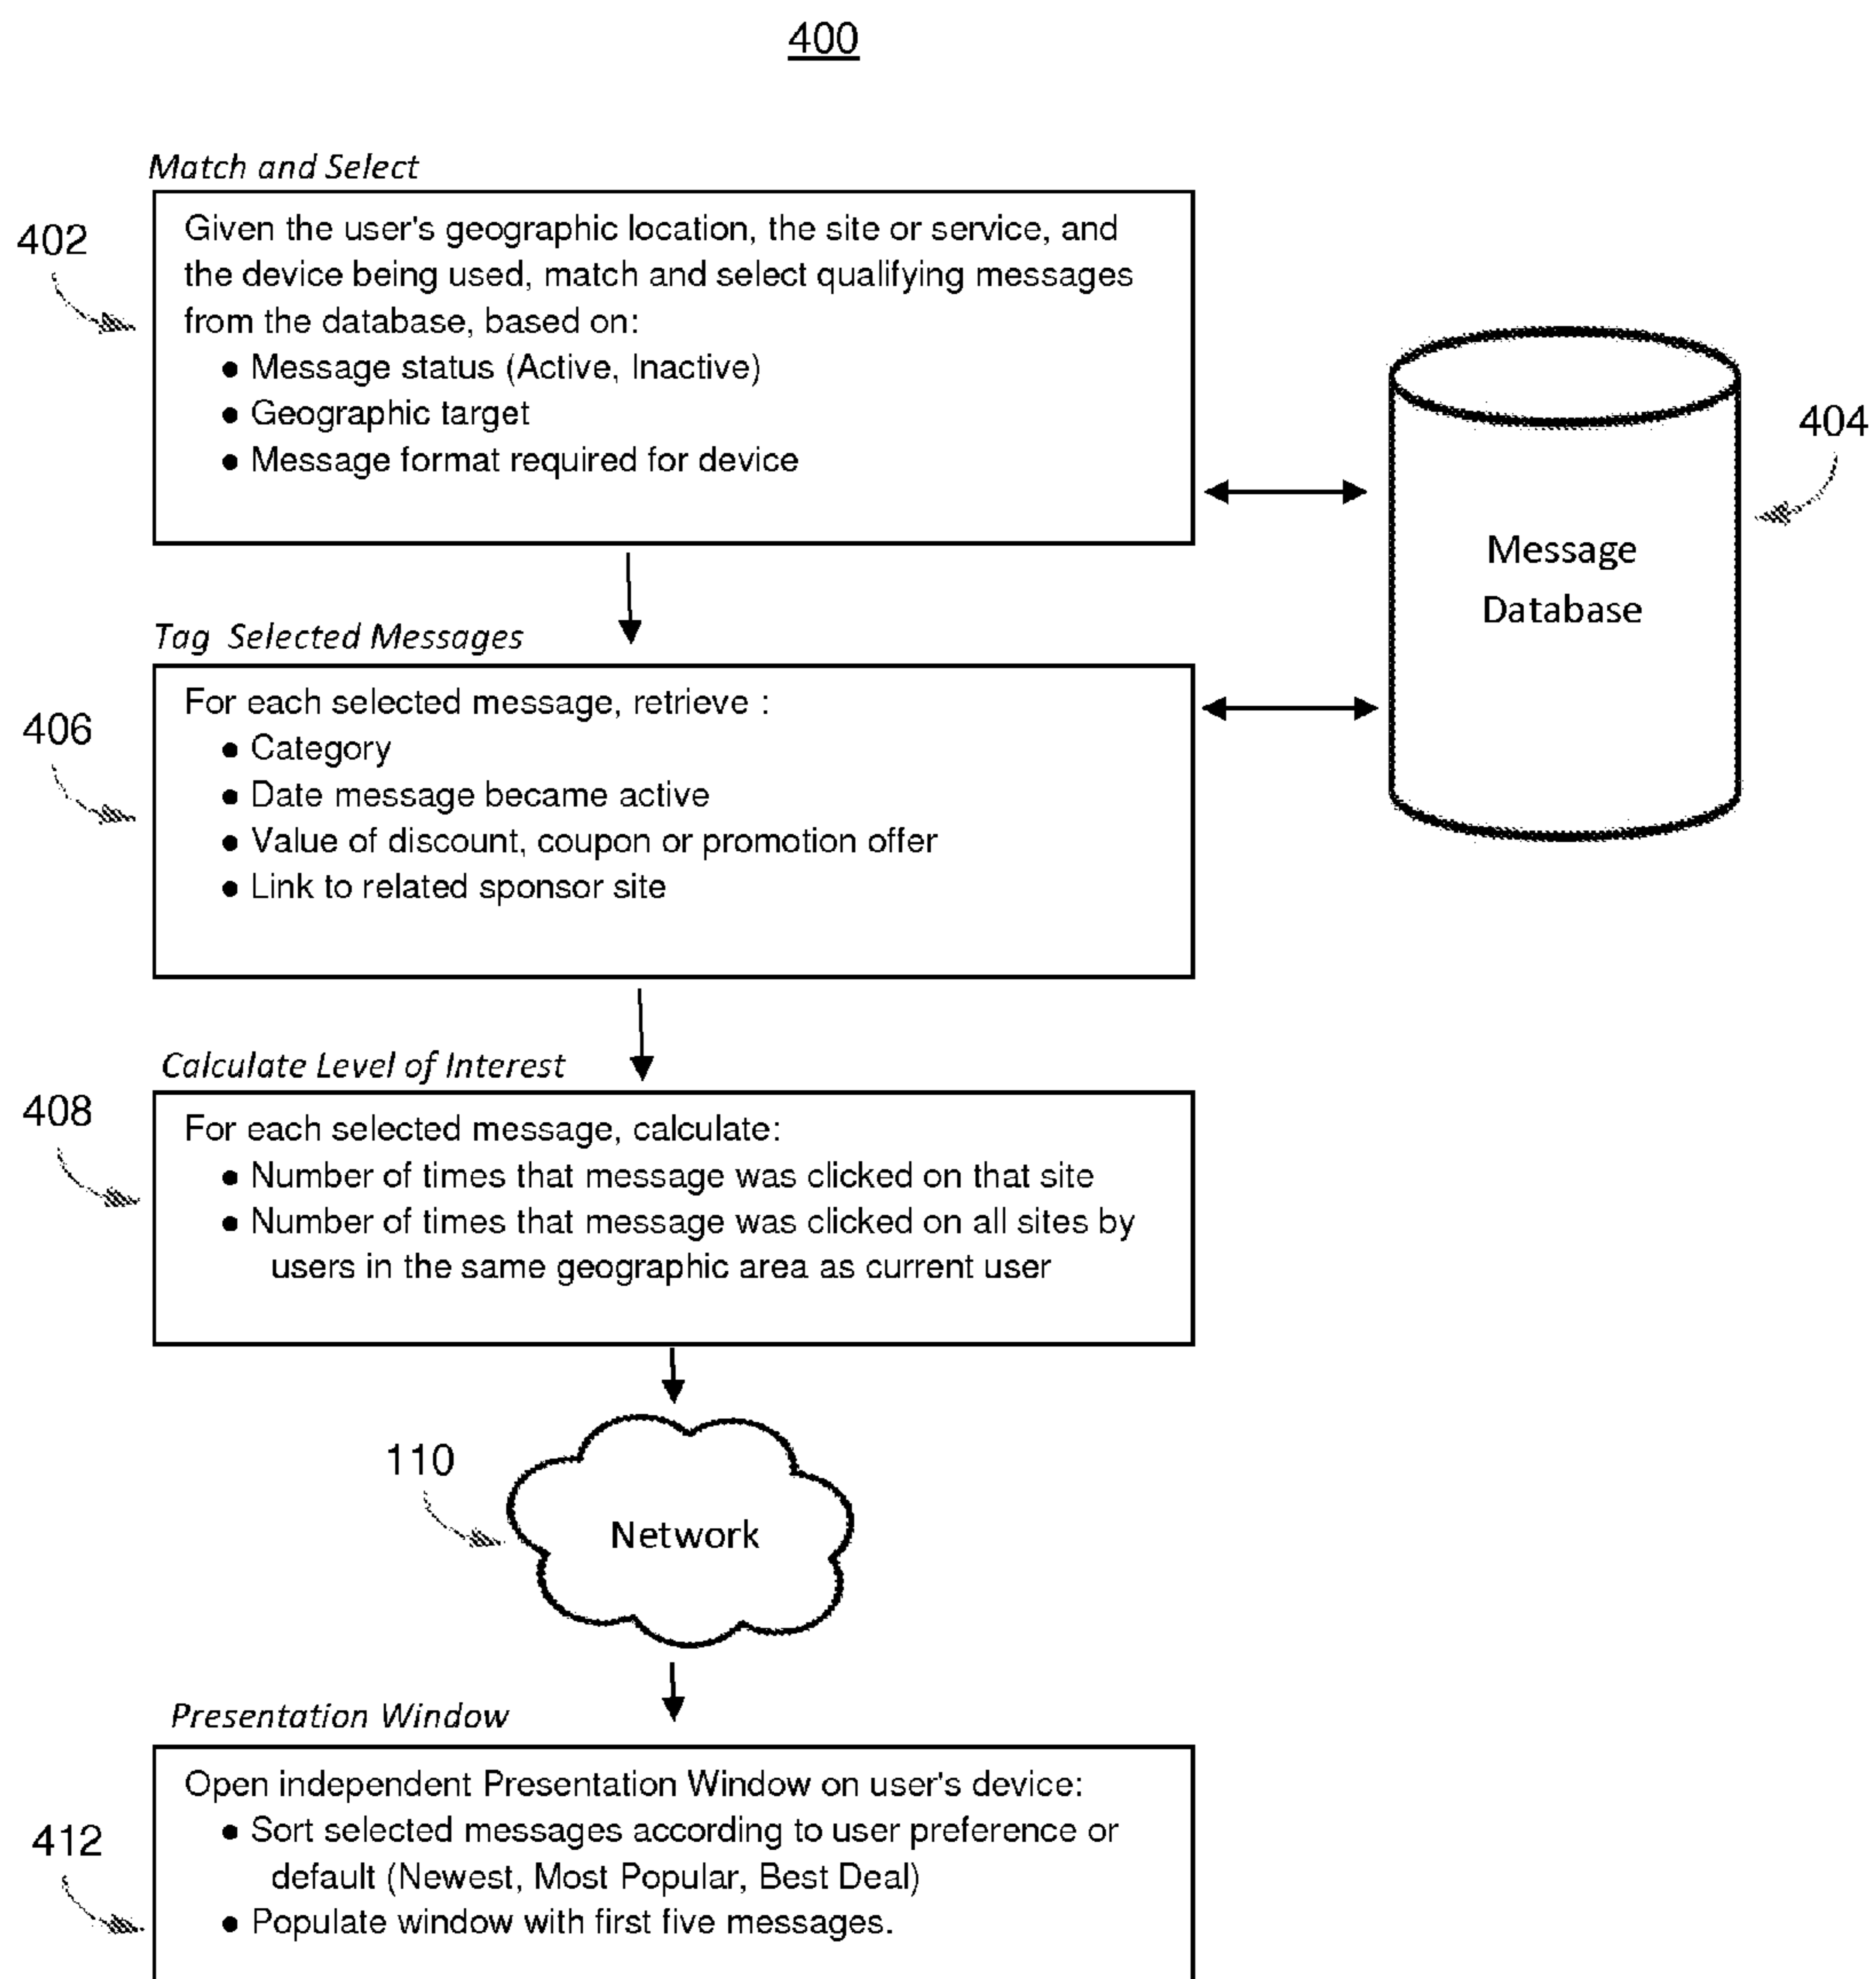 400
Match and Select
402
Given the user's geographic location, the site or service, and
the device being used, match and select qualifying messages
from the database, based on:
● Message status (Active, Inactive)
● Geographic target
● Message format required for device
404
Message
Database
Tag Selected Messages
406
For each selected message, retrieve :
● Category
● Date message became active
● Value of discount, coupon or promotion offer
● Link to related sponsor site
Calculate Level of Interest
408
For each selected message, calculate:
● Number of times that message was clicked on that site
● Number of times that message was clicked on all sites by
users in the same geographic area as current user
110
Network
Presentation Window
412
Open independent Presentation Window on user's device:
● Sort selected messages according to user preference or
default (Newest, Most Popular, Best Deal)
● Populate window with first five messages.